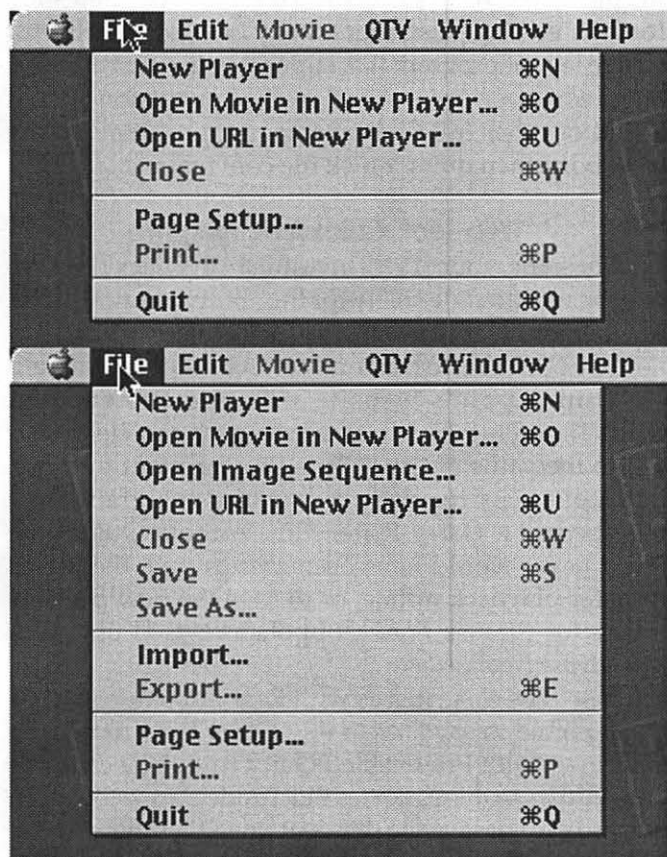 File Edit Movie QTV Window Help
New Player ⌘N
Open Movie in New Player... ⌘O
Open URL in New Player... ⌘U
Close ⌘W
Page Setup...
Print... ⌘P
Quit ⌘Q
File Edit Movie QTV Window Help
New Player ⌘N
Open Movie in New Player... ⌘O
Open Image Sequence...
Open URL in New Player... ⌘U
Close ⌘W
Save ⌘S
Save As...
Import...
Export... ⌘E
Page Setup...
Print... ⌘P
Quit ⌘Q